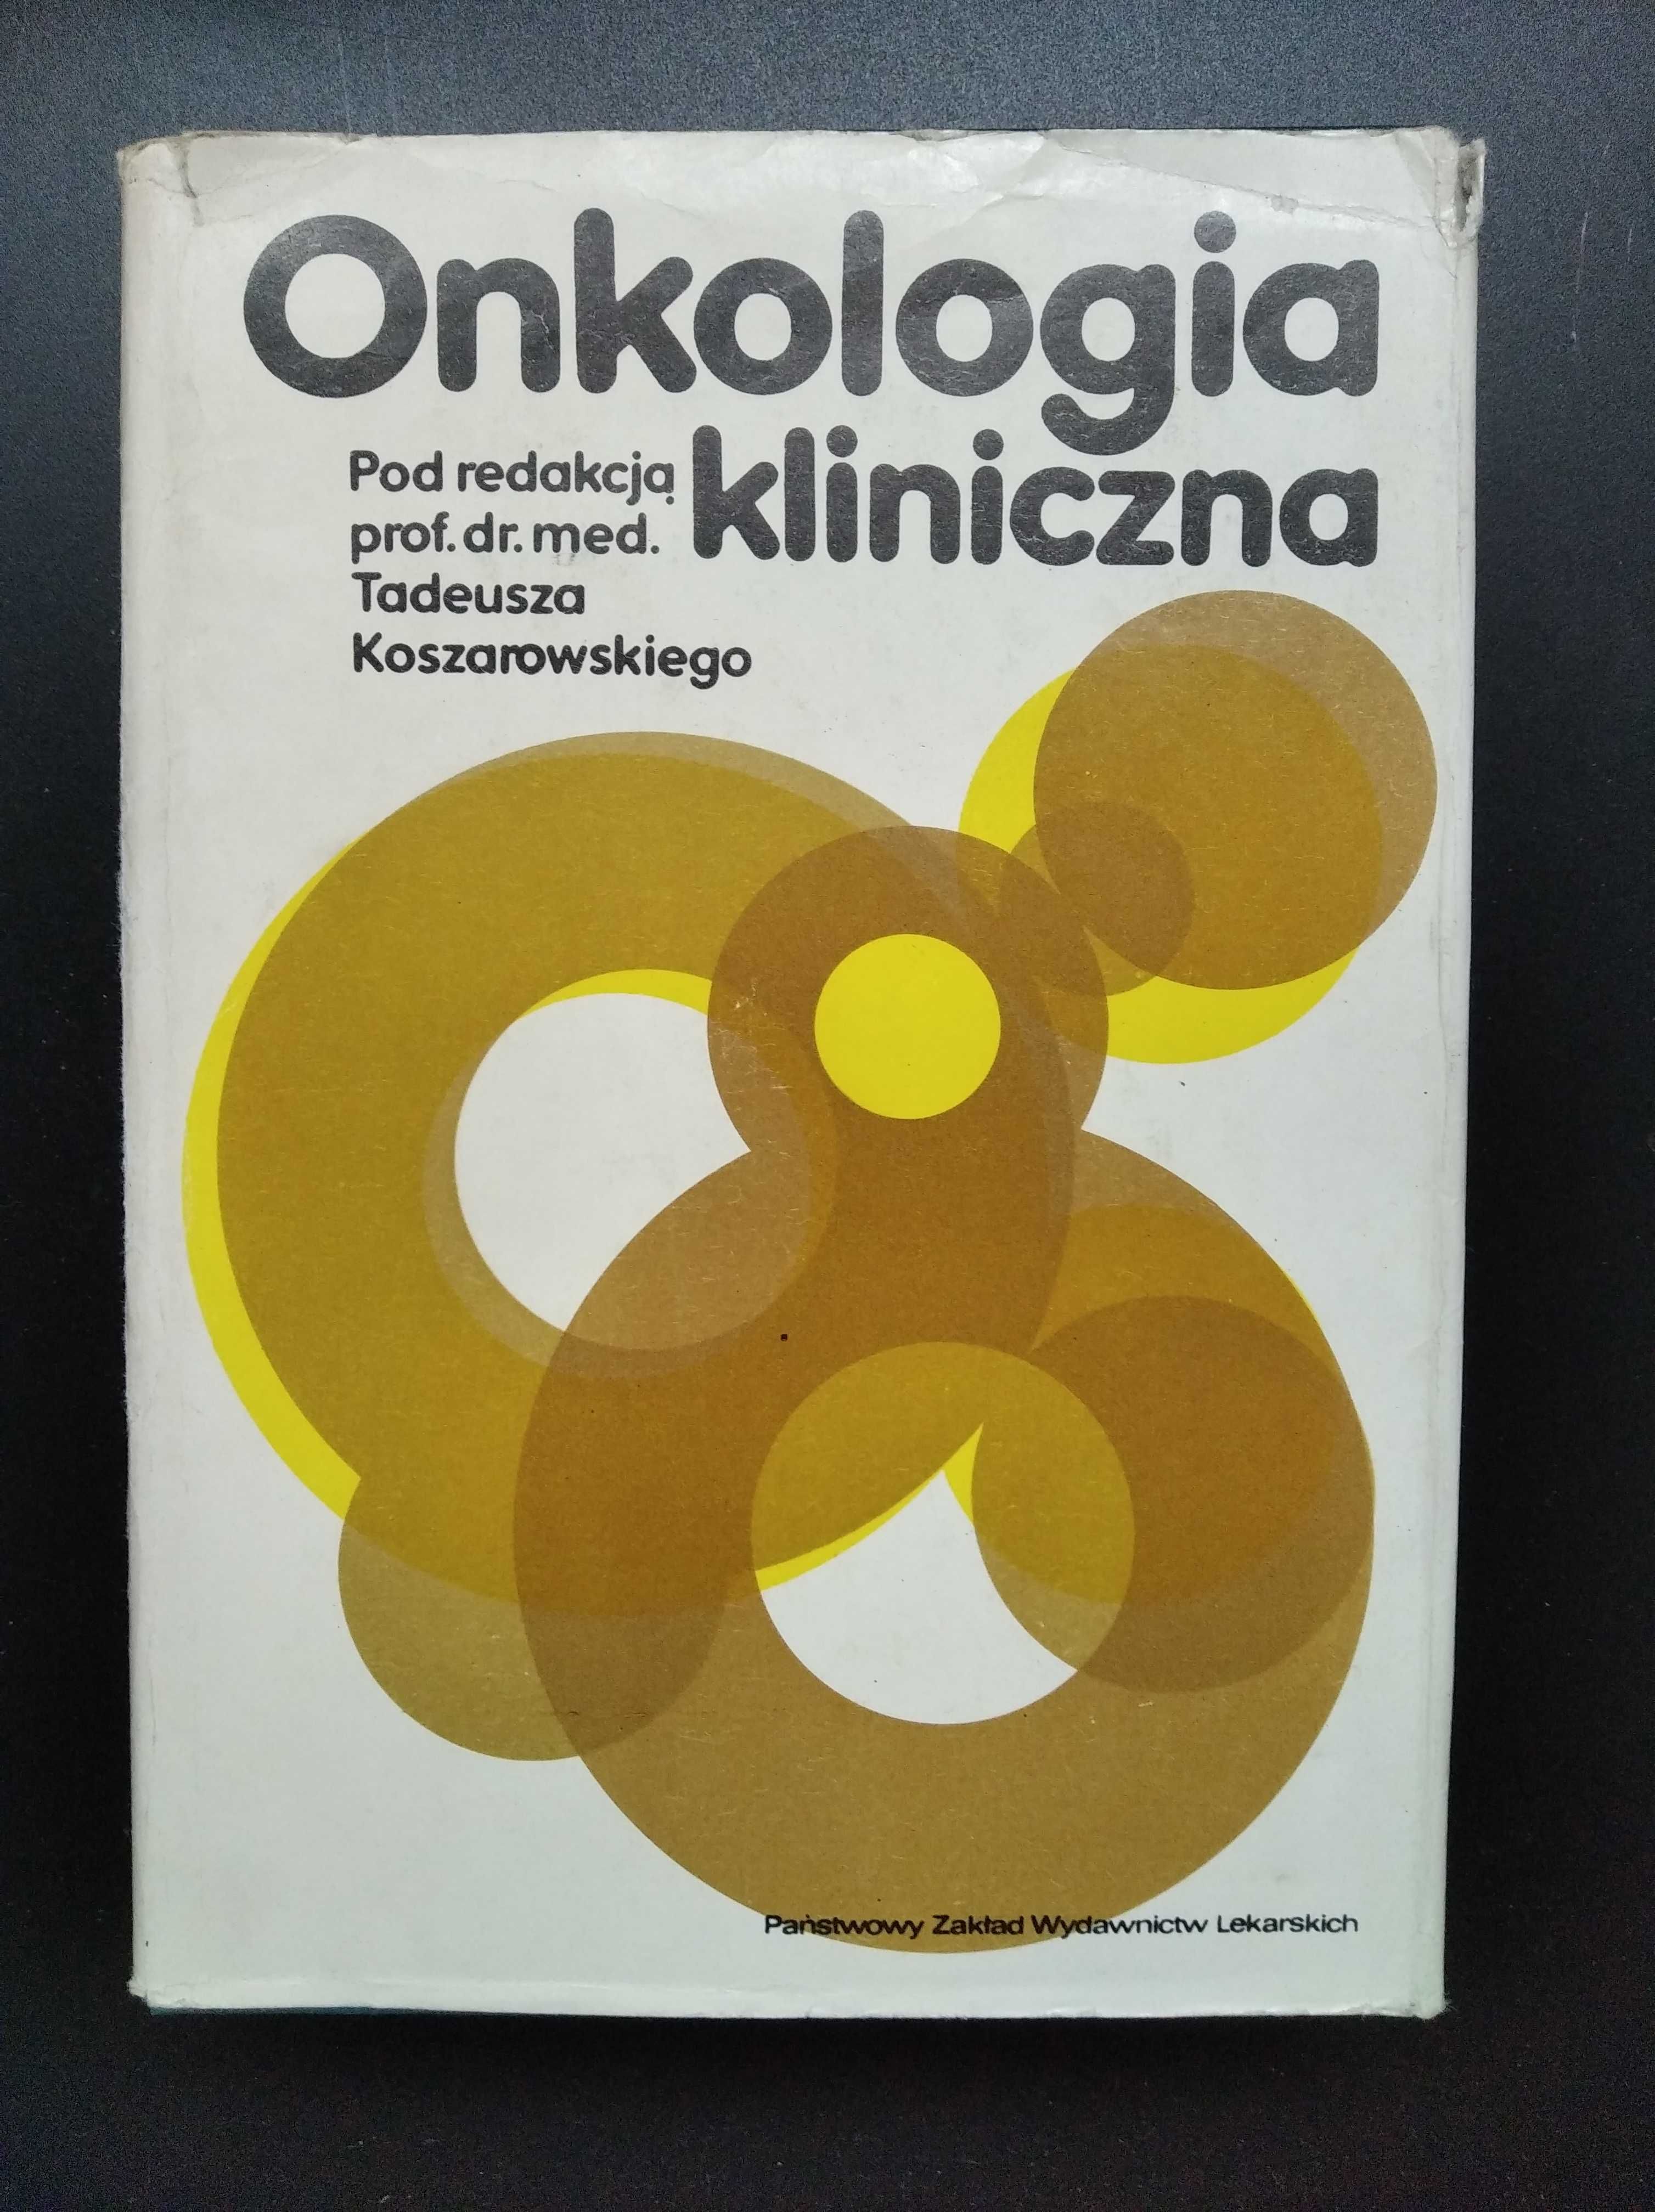 Onkologia
kliniczna
Pod redakcją
prof. dr. med.
Tadeusza
Koszarowskiego
Państwowy Zakład Wydawnictw Lekarskich